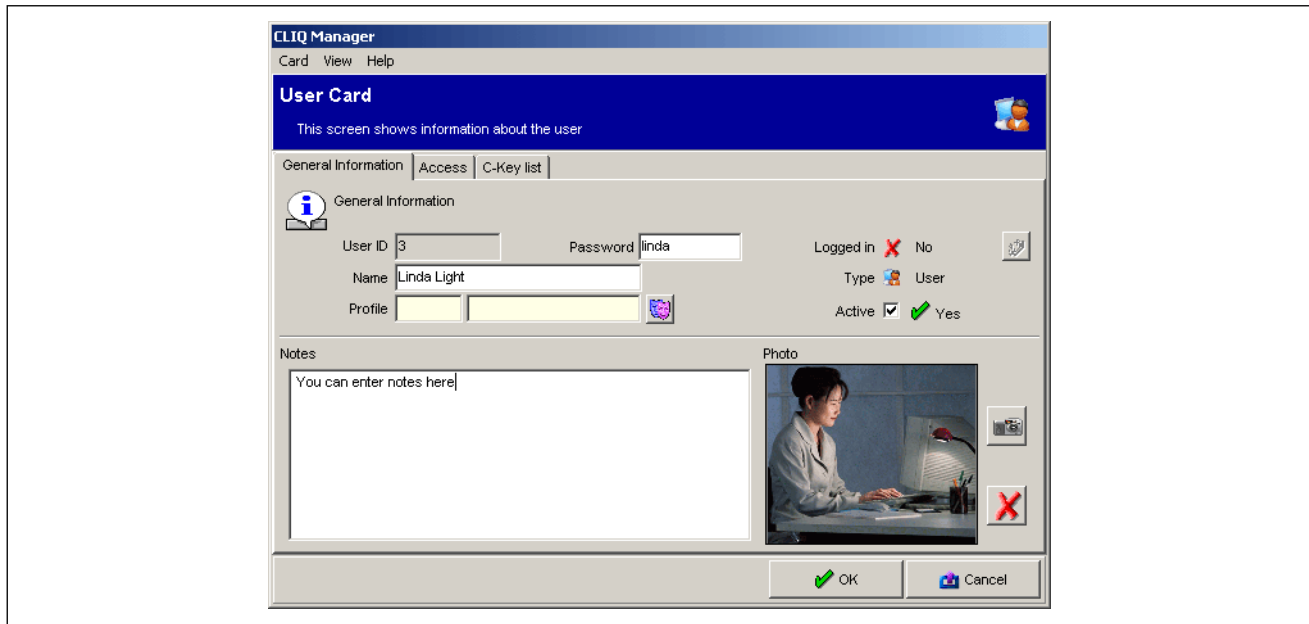 CLIQ Manager
Card View Help
User Card
This screen shows information about the user
General Information Access C-Key list
General Information
User ID 3 Password linda Logged in No
Name Linda Light Type User
Profile Active Yes
Notes Photo
You can enter notes here
OK Cancel